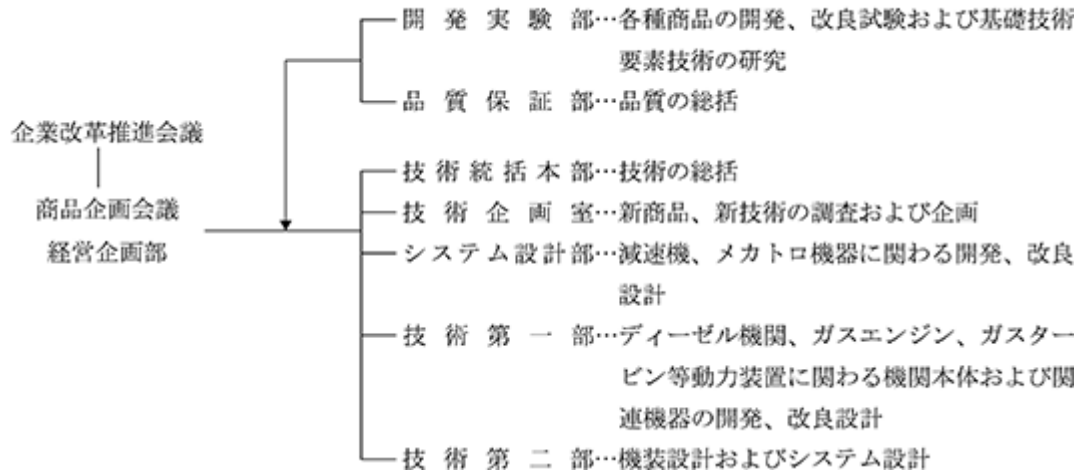 開発実験部…各種商品の開発、改良試験および基礎技術
要素技術の研究
品質保証部…品質の総括
企業改革推進会議
商品企画会議
経営企画部
技術統括本部…技術の総括
技術企画室…新商品、新技術の調査および企画
システム設計部…減速機、メカトロ機器に関わる開発、改良
設計
技術第一部…ディーゼル機関、ガスエンジン、ガスター
ビン等動力装置に関わる機関本体および関
連機器の開発、改良設計
技術第二部…機装設計およびシステム設計